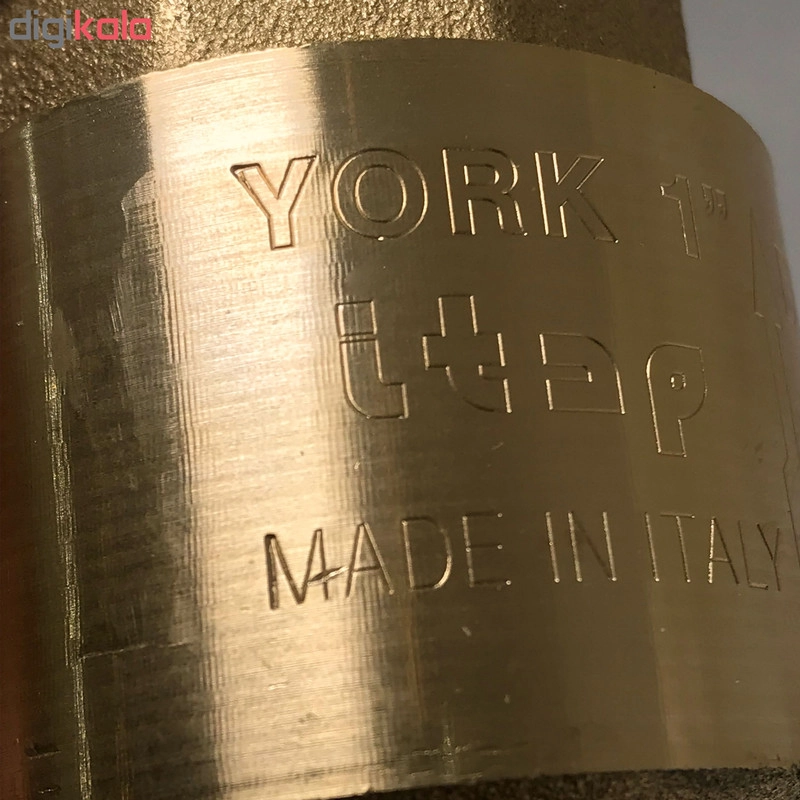 digikala
YORK 1"
itap
MADE IN ITALY